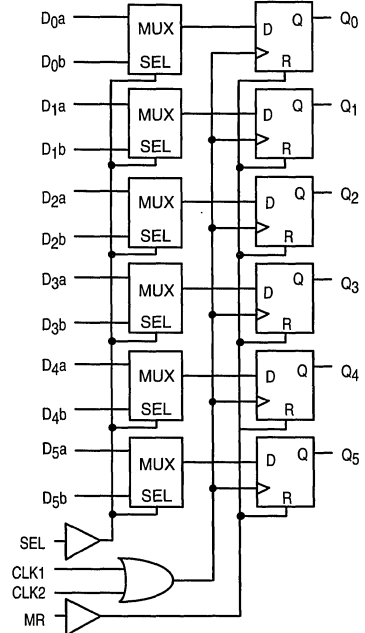 D0a MUX Q Q0
D
D0b SEL R
D1a MUX Q Q1
D
D1b SEL R
D2a MUX Q Q2
D
D2b SEL R
D3a MUX Q Q3
D
D3b SEL R
D4a MUX Q Q4
D
D4b SEL R
D5a MUX Q Q5
D
D5b SEL R
SEL
CLK1
CLK2
MR